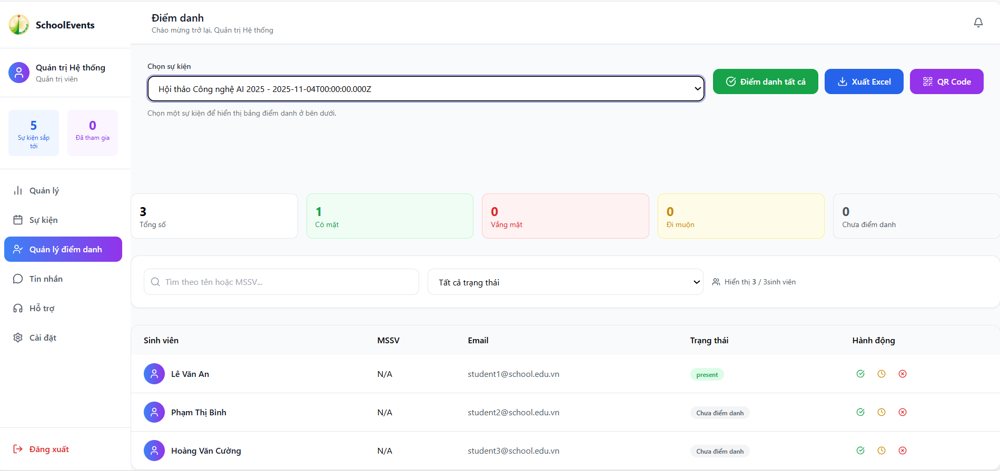 SchoolEvents
Quản trị Hệ thống
Quản trị viên
5
Sự kiện sắp
tới
0
Đã tham gia
Quản lý
Sự kiện
Quản lý điểm danh
Tin nhắn
Hỗ trợ
Cài đặt
Đăng xuất
Điểm danh
Chào mừng trở lại, Quản trị Hệ thống
Chọn sự kiện
Hội thảo Công nghệ AI 2025 - 2025-11-04T00:00:00.000Z
Điểm danh tất cả
Xuất Excel
QR Code
Chọn một sự kiện để hiển thị bảng điểm danh ở bên dưới.
3
Tổng số
1
Có mặt
0
Vắng mặt
0
Đi muộn
0
Chưa điểm danh
Tìm theo tên hoặc MSSV...
Tất cả trạng thái
Hiển thị 3 / 3sinh viên
Sinh viên MSSV Email Trạng thái Hành động
Lê Văn An N/A student1@school.edu.vn present
Phạm Thị Bình N/A student2@school.edu.vn Chưa điểm danh
Hoàng Văn Cường N/A student3@school.edu.vn Chưa điểm danh